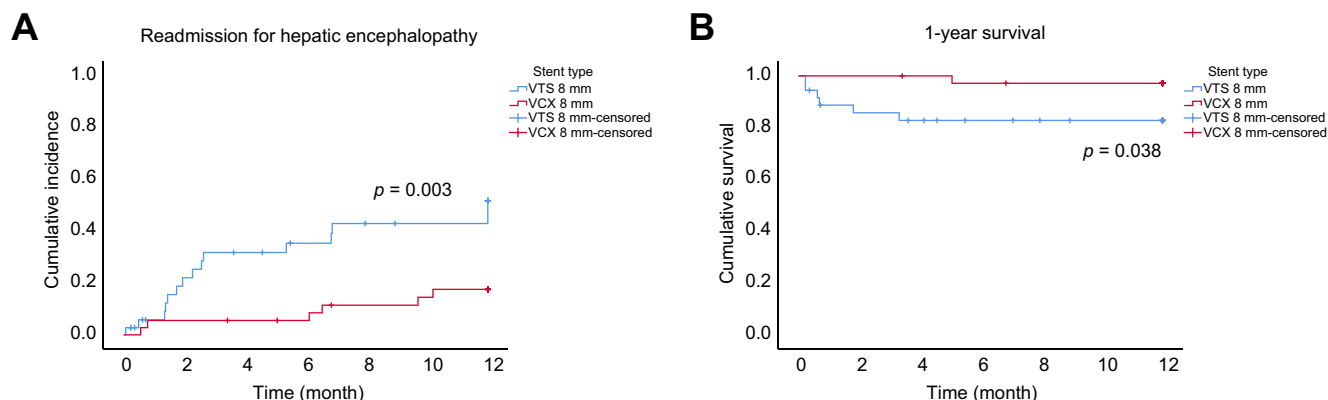 A
Readmission for hepatic encephalopathy
1.0
0.8
0.6
0.4
0.2
0.0
Cumulative incidence
p = 0.003
0 2 4 6 8 10 12
Time (month)
Stent type
VTS 8 mm
VCX 8 mm
VTS 8 mm-censored
VCX 8 mm-censored
B
1-year survival
1.0
0.8
0.6
0.4
0.2
0.0
Cumulative survival
p = 0.038
0 2 4 6 8 10 12
Time (month)
Stent type
VTS 8 mm
VCX 8 mm
VTS 8 mm-censored
VCX 8 mm-censored